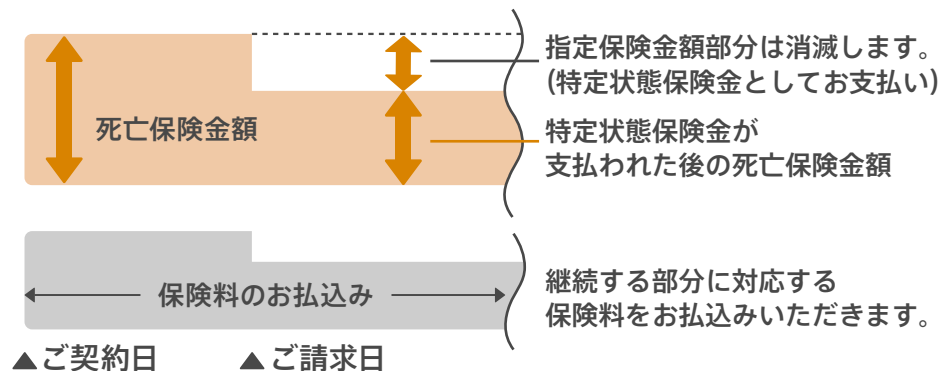 指定保険金額部分は消滅します。
(特定状態保険金としてお支払い)
死亡保険金額
特定状態保険金が
支払われた後の死亡保険金額
保険料のお払込み
継続する部分に対応する
保険料をお払込みいただきます。
▲ご契約日
▲ご請求日